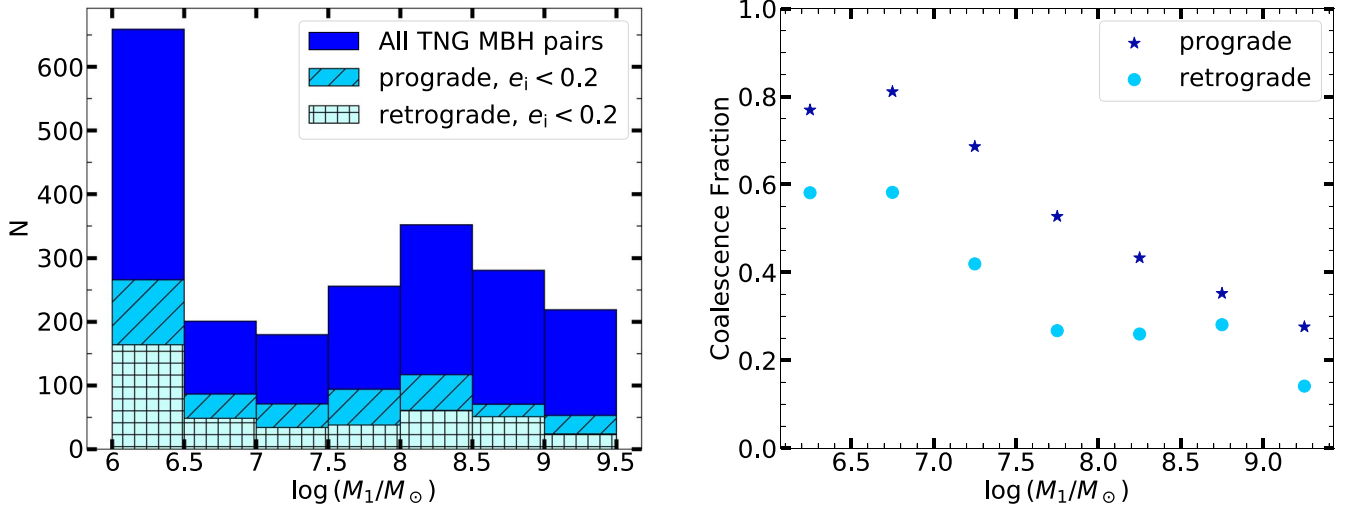 All TNG MBH pairs
prograde, e_i < 0.2
retrograde, e_i < 0.2
600
500
400
300
200
100
0
N
6 6.5 7 7.5 8 8.5 9 9.5
log (M_1/M_⊙)
prograde
retrograde
1.0
0.8
0.6
0.4
0.2
0.0
Coalescence Fraction
6.5 7.0 7.5 8.0 8.5 9.0
log (M_1/M_⊙)